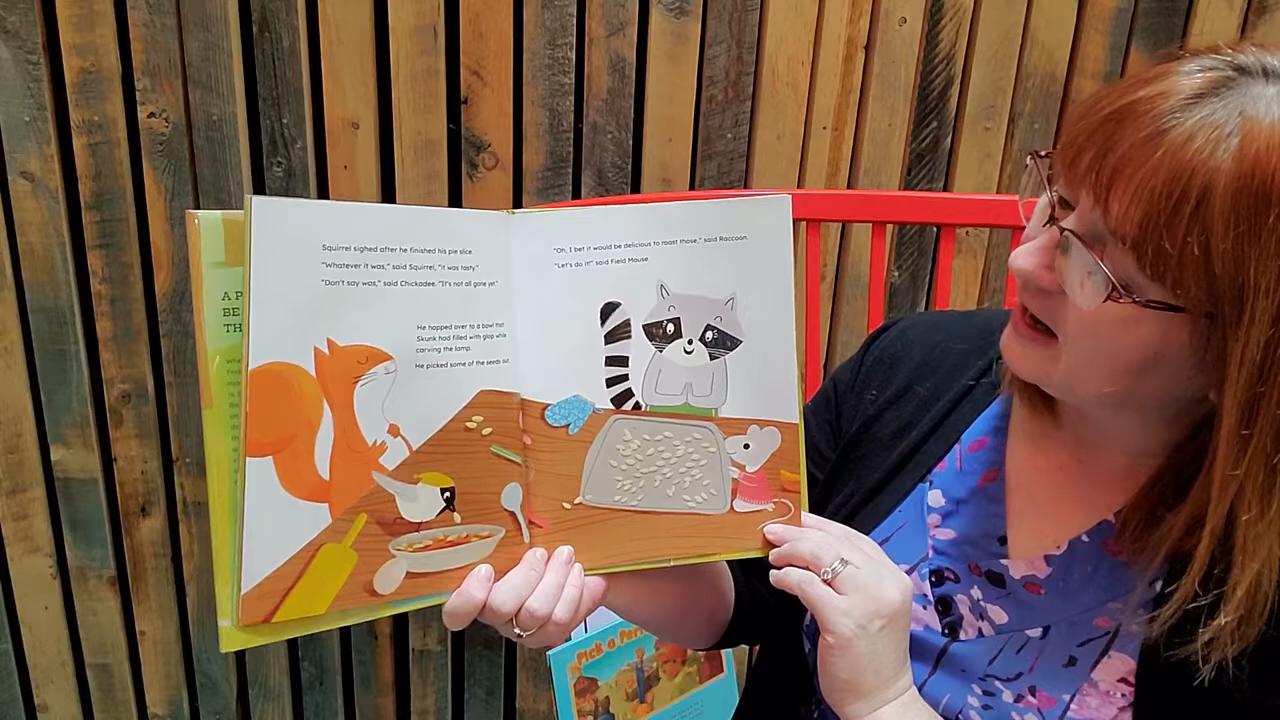 Squirrel sighed after he finished his pie slice.
"Whatever it was," said Squirrel, "it was tasty."
"Don't say was," said Chickadee. "It's not all gone yet."
He hopped over to a bowl that
Skunk had filled with glop while
carving the lamp.
He picked some of the seeds out.
"Oh, I bet it would be delicious to roast those," said Raccoon.
"Let's do it!" said Field Mouse.
A P
BE
TH
Pick a